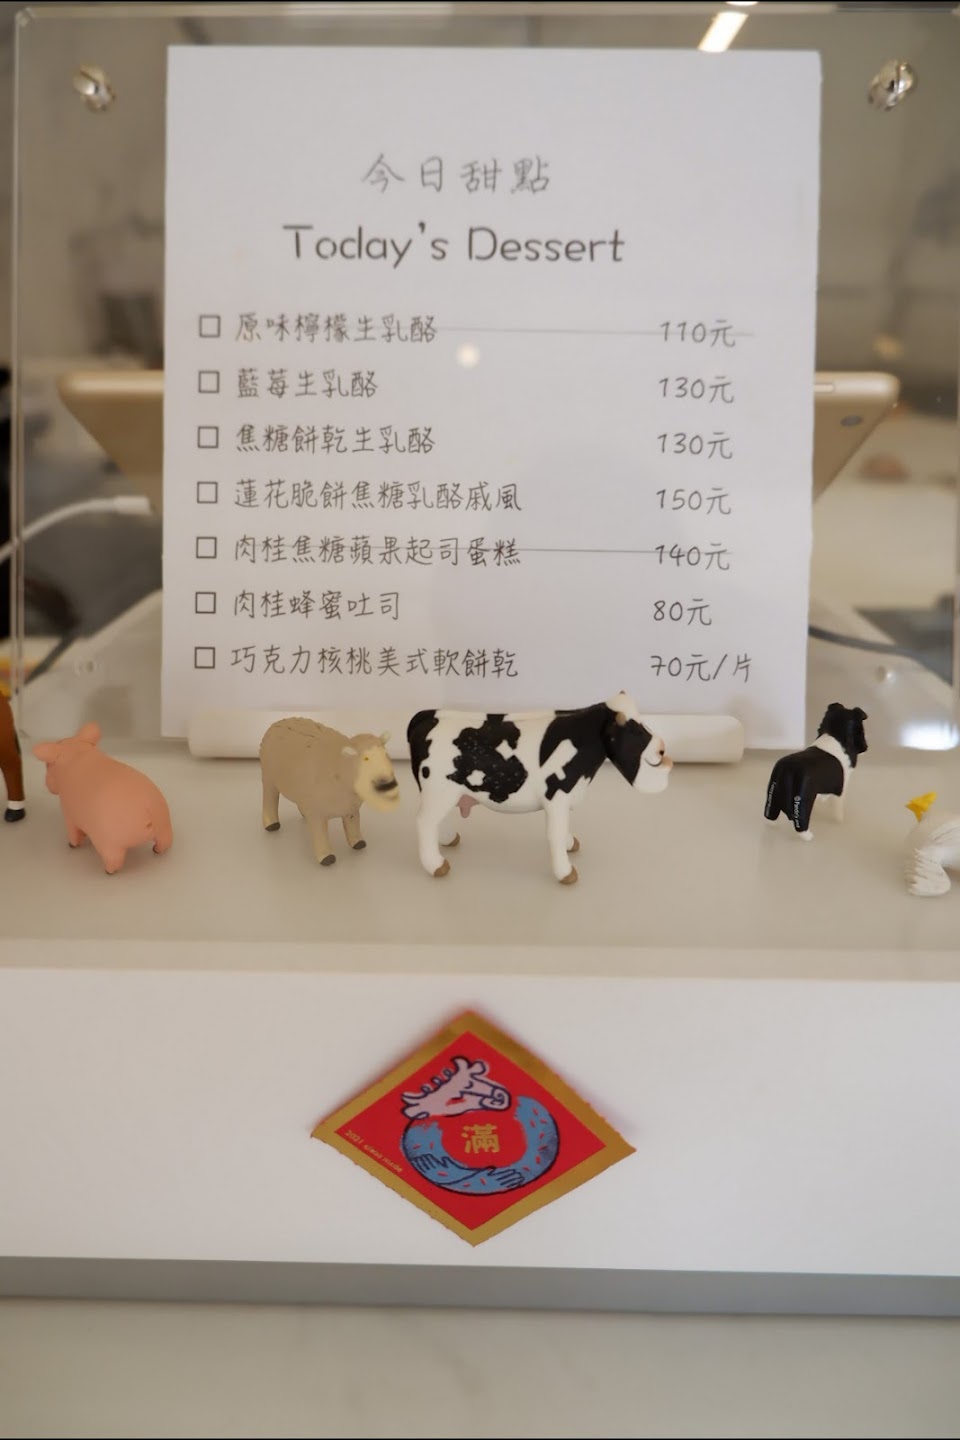 今日甜點
Today's Dessert
□ 原味檸檬生乳酪 110元
□ 藍莓生乳酪 130元
□ 焦糖餅乾生乳酪 130元
□ 蓮花脆餅焦糖乳酪戚風 150元
□ 肉桂焦糖蘋果起司蛋糕 140元
□ 肉桂蜂蜜吐司 80元
□ 巧克力核桃美式軟餅乾 70元/片
滿
2021